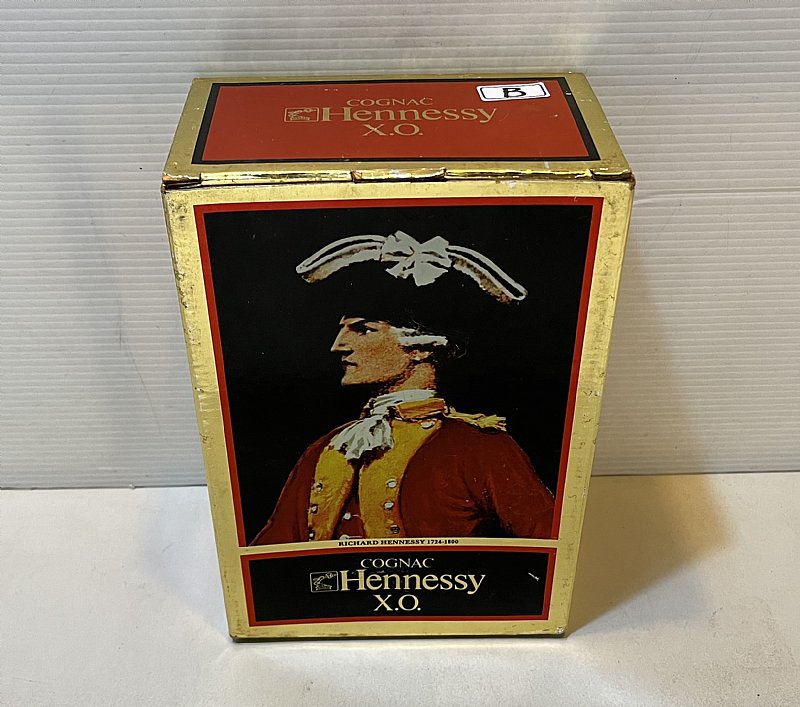 B
COGNAC
Hennessy
X.O.
RICHARD HENNESSY 1724-1800
COGNAC
Hennessy
X.O.